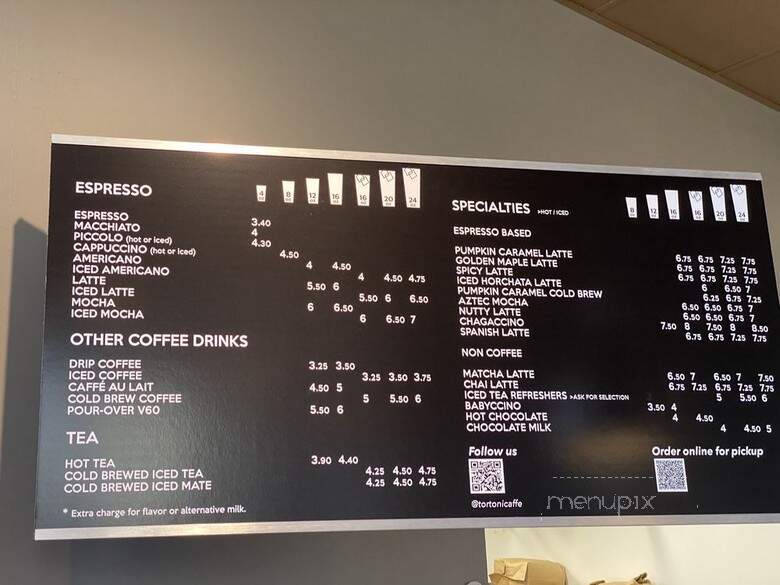 ESPRESSO 4 oz 8 oz 12 oz 16 oz 16 oz 20 oz 24 oz
ESPRESSO 3.40
MACCHIATO 4
PICCOLO (hot or iced) 4.30
CAPPUCCINO (hot or iced) 4.50
AMERICANO 4 4.50
ICED AMERICANO 4 4.50 4.75
LATTE 5.50 6
ICED LATTE 5.50 6 6.50
MOCHA 6 6.50
ICED MOCHA 6 6.50 7
OTHER COFFEE DRINKS
DRIP COFFEE 3.25 3.50
ICED COFFEE 3.25 3.50 3.75
CAFFÉ AU LAIT 4.50 5
COLD BREW COFFEE 5 5.50 6
POUR-OVER V60 5.50 6
TEA
HOT TEA 3.90 4.40
COLD BREWED ICED TEA 4.25 4.50 4.75
COLD BREWED ICED MATE 4.25 4.50 4.75
* Extra charge for flavor or alternative milk.
SPECIALTIES >HOT / ICED 8 oz 12 oz 16 oz 16 oz 20 oz 24 oz
ESPRESSO BASED
PUMPKIN CARAMEL LATTE 6.75 6.75 7.25 7.75
GOLDEN MAPLE LATTE 6.75 6.75 7.25 7.75
SPICY LATTE 6.75 6.75 7.25 7.75
ICED HORCHATA LATTE 6 6.50 7
PUMPKIN CARAMEL COLD BREW 6.25 6.75 7.25
AZTEC MOCHA 6.50 6.50 6.75 7
NUTTY LATTE 6.50 6.50 6.75 7
CHAGACCINO 7.50 8 7.50 8 8.50
SPANISH LATTE 6.75 6.75 7.25 7.75
NON COFFEE
MATCHA LATTE 6.50 7 6.50 7 7.50
CHAI LATTE 6.75 7.25 6.75 7.25 7.75
ICED TEA REFRESHERS >ASK FOR SELECTION 5 5.50 6
BABYCCINO 3.50 4
HOT CHOCOLATE 4 4.50
CHOCOLATE MILK 4 4.50 5
Follow us
@tortonicaffe
Order online for pickup
menupix